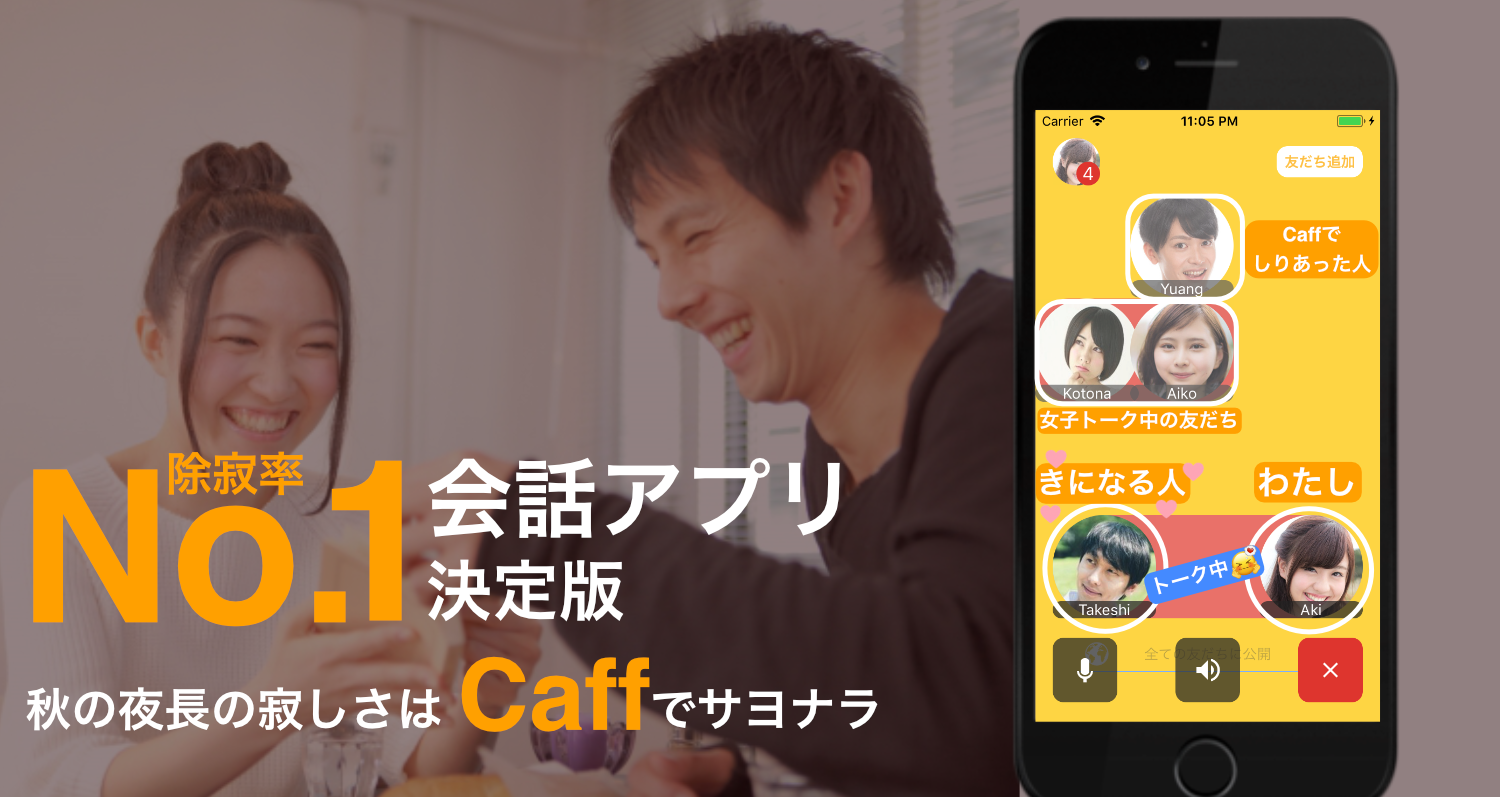 除寂率
No.1
会話アプリ
決定版
秋の夜長の寂しさは Caffでサヨナラ
Carrier
11:05 PM
4
友だち追加
Yuang
Caffで
しりあった人
Kotona
Aiko
女子トーク中の友だち
きになる人
わたし
トーク中
Takeshi
Aki
全ての友だちに公開